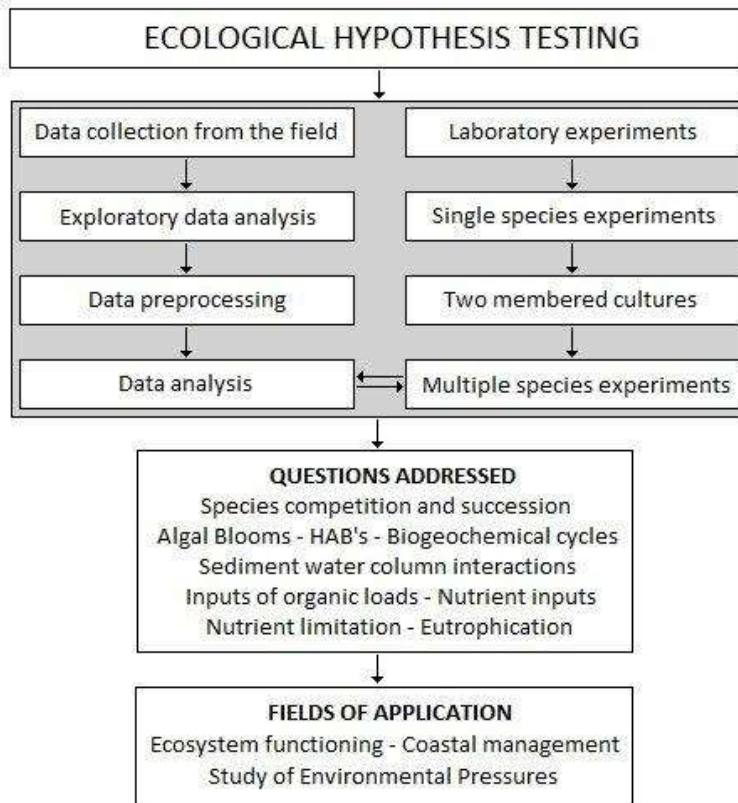 ECOLOGICAL HYPOTHESIS TESTING
Data collection from the field
Exploratory data analysis
Data preprocessing
Data analysis
Laboratory experiments
Single species experiments
Two membered cultures
Multiple species experiments
QUESTIONS ADDRESSED
Species competition and succession
Algal Blooms - HAB's - Biogeochemical cycles
Sediment water column interactions
Inputs of organic loads - Nutrient inputs
Nutrient limitation - Eutrophication
FIELDS OF APPLICATION
Ecosystem functioning - Coastal management
Study of Environmental Pressures